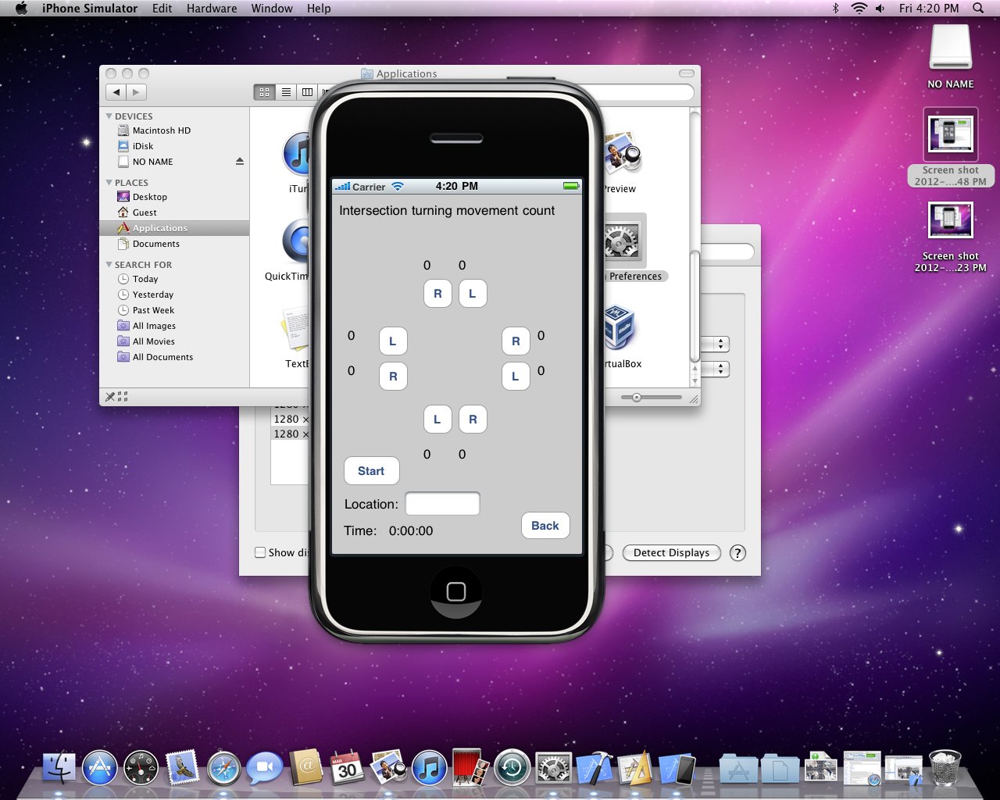 iPhone Simulator Edit Hardware Window Help
Fri 4:20 PM
NO NAME
Screen shot
2012-....48 PM
Screen shot
2012-....23 PM
Applications
DEVICES
Macintosh HD
iDisk
NO NAME
PLACES
Desktop
Guest
Applications
Documents
SEARCH FOR
Today
Yesterday
Past Week
All Images
All Movies
All Documents
iTun
QuickTim
TextE
Preview
Preferences
rtualBox
1280 ×
1280 ×
1280 ×
Show dis
Detect Displays
?
Carrier 4:20 PM
Intersection turning movement count
0 0
R L
0 L R 0
0 R L 0
L R
0 0
Start
Location:
Time: 0:00:00
Back
MAR
30